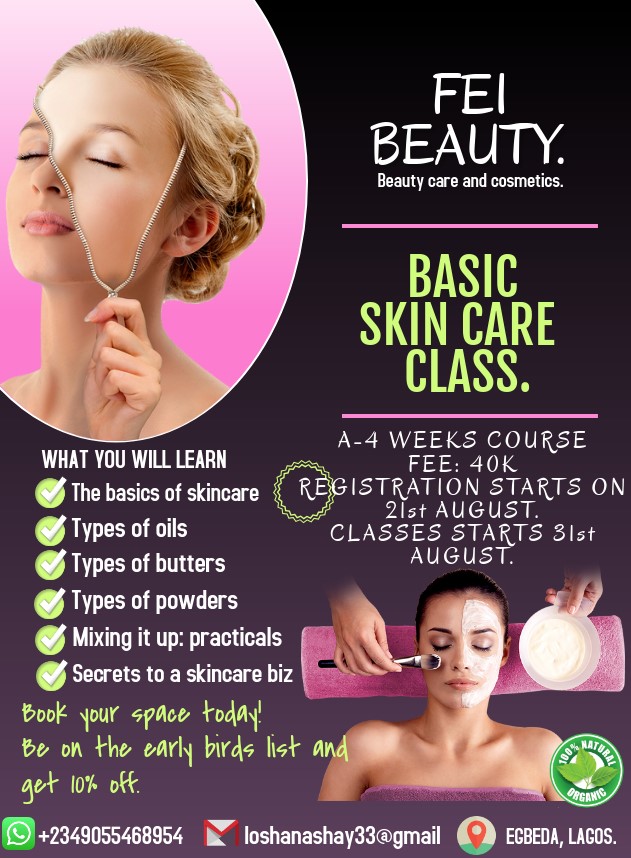 FEI
BEAUTY.
Beauty care and cosmetics.
BASIC
SKIN CARE
CLASS.
A-4 WEEKS COURSE
FEE: 40K
REGISTRATION STARTS ON
21st AUGUST.
CLASSES STARTS 31st
AUGUST.
WHAT YOU WILL LEARN
The basics of skincare
Types of oils
Types of butters
Types of powders
Mixing it up: practicals
Secrets to a skincare biz
Book your space today!
Be on the early birds list and
get 10% off.
100% NATURAL
ORGANIC
+2349055468954
loshanashay33@gmail
EGBEDA, LAGOS.